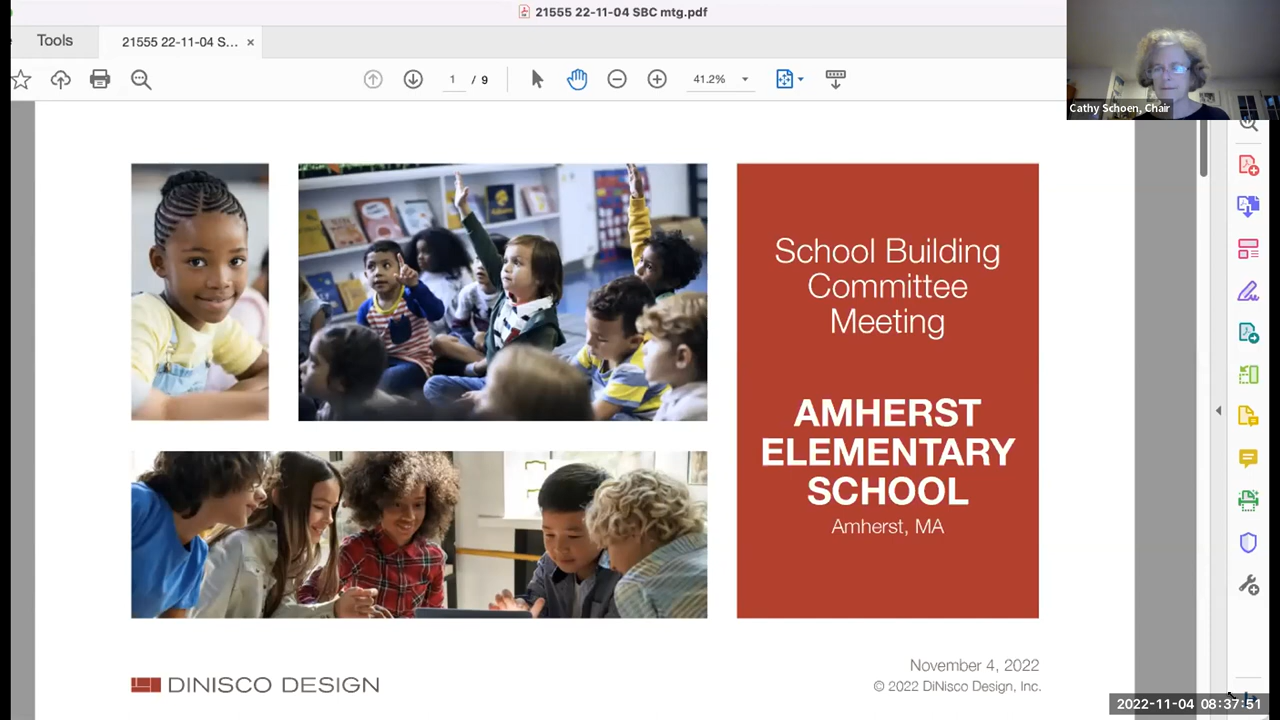 21555 22-11-04 SBC mtg.pdf
Tools
21555 22-11-04 S... ×
1 / 9
41.2%
Cathy Schoen, Chair
School Building
Committee
Meeting
AMHERST
ELEMENTARY
SCHOOL
Amherst, MA
DINISCO DESIGN
November 4, 2022
© 2022 DiNisco Design, Inc.
2022-11-04 08:37:51